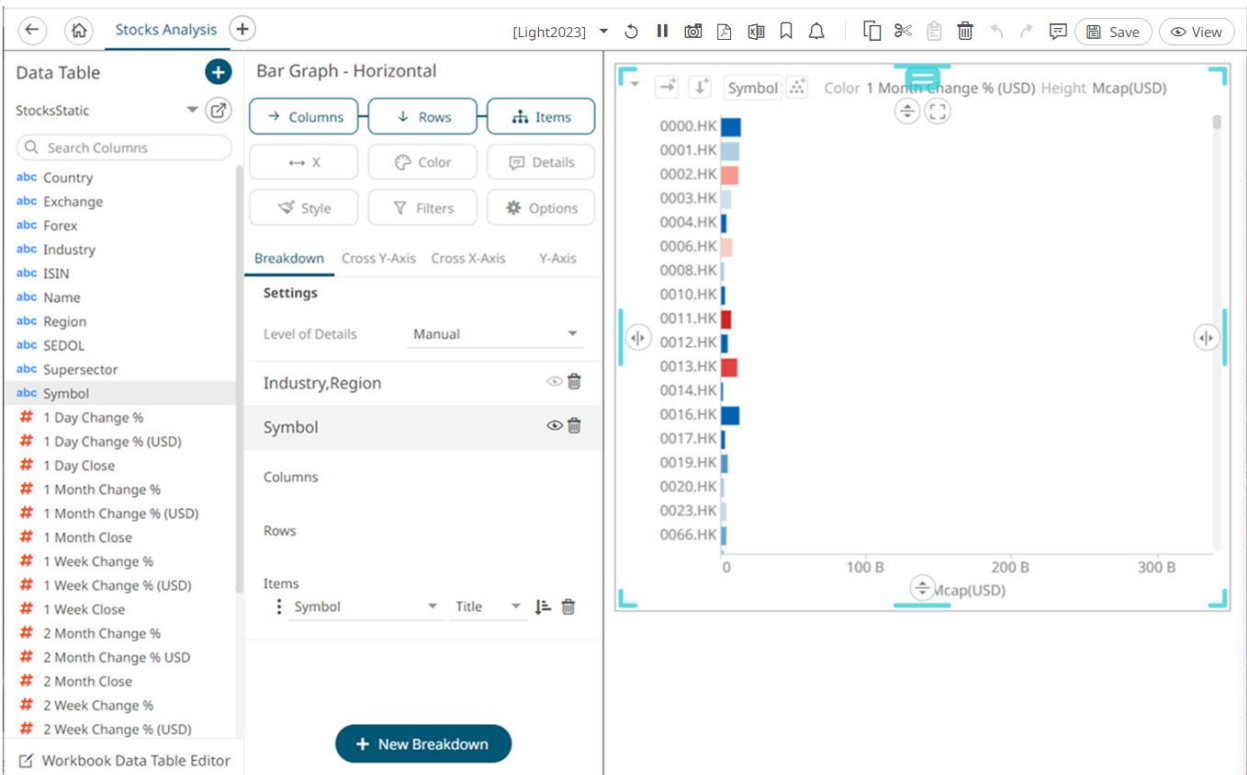 Stocks Analysis
[Light2023]
Save
View
Data Table
StocksStatic
Search Columns
abc Country
abc Exchange
abc Forex
abc Industry
abc ISIN
abc Name
abc Region
abc SEDOL
abc Supersector
abc Symbol
# 1 Day Change %
# 1 Day Change % (USD)
# 1 Day Close
# 1 Month Change %
# 1 Month Change % (USD)
# 1 Month Close
# 1 Week Change %
# 1 Week Change % (USD)
# 1 Week Close
# 2 Month Change %
# 2 Month Change % USD
# 2 Month Close
# 2 Week Change %
# 2 Week Change % (USD)
Workbook Data Table Editor
Bar Graph - Horizontal
Columns
Rows
Items
X
Color
Details
Style
Filters
Options
Breakdown Cross Y-Axis Cross X-Axis Y-Axis
Settings
Level of Details Manual
Industry,Region
Symbol
Columns
Rows
Items
Symbol Title
+ New Breakdown
Symbol Color 1 Month Change % (USD) Height Mcap(USD)
0000.HK
0001.HK
0002.HK
0003.HK
0004.HK
0006.HK
0008.HK
0010.HK
0011.HK
0012.HK
0013.HK
0014.HK
0016.HK
0017.HK
0019.HK
0020.HK
0023.HK
0066.HK
0 100 B 200 B 300 B
Mcap(USD)